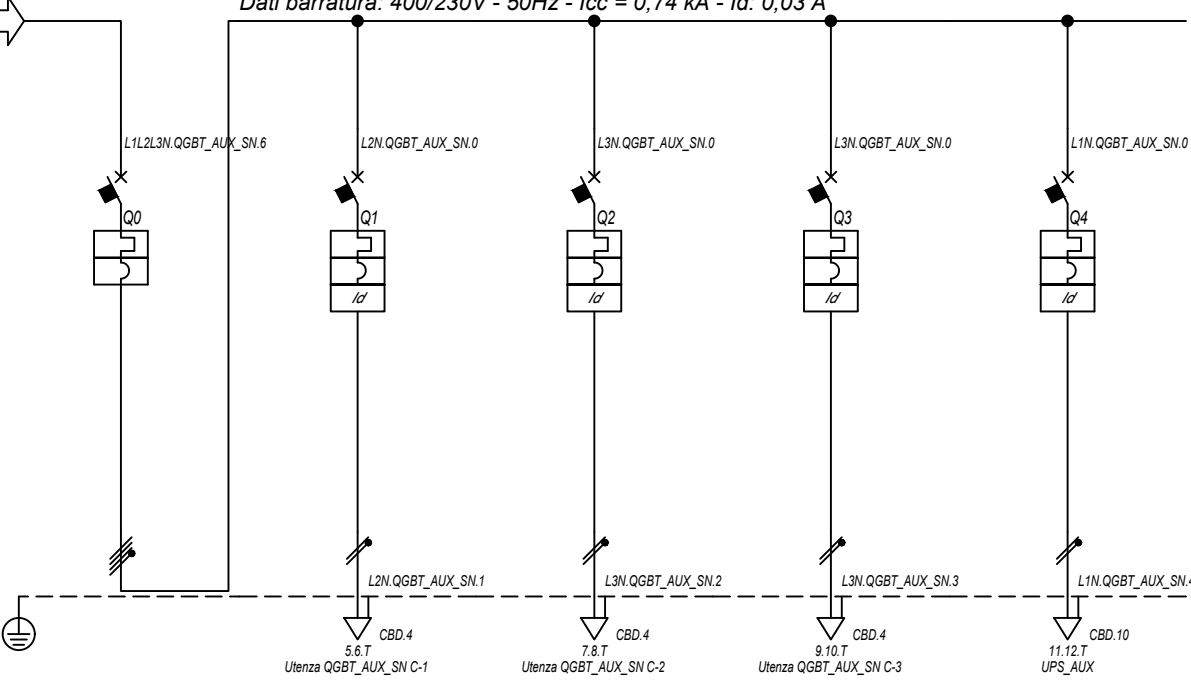 Dati barratura: 400/230V - 50Hz - Icc = 0,74 kA - Id: 0,03 A
L1L2L3N.QGBT_AUX_SN.6
L2N.QGBT_AUX_SN.0
L3N.QGBT_AUX_SN.0
L3N.QGBT_AUX_SN.0
L1N.QGBT_AUX_SN.0
Q0
Q1
Q2
Q3
Q4
Id
Id
Id
Id
L2N.QGBT_AUX_SN.1
L3N.QGBT_AUX_SN.2
L3N.QGBT_AUX_SN.3
L1N.QGBT_AUX_SN.4
CBD.4
CBD.4
CBD.4
CBD.10
5.6.T
7.8.T
9.10.T
11.12.T
Utenza QGBT_AUX_SN C-1
Utenza QGBT_AUX_SN C-2
Utenza QGBT_AUX_SN C-3
UPS_AUX